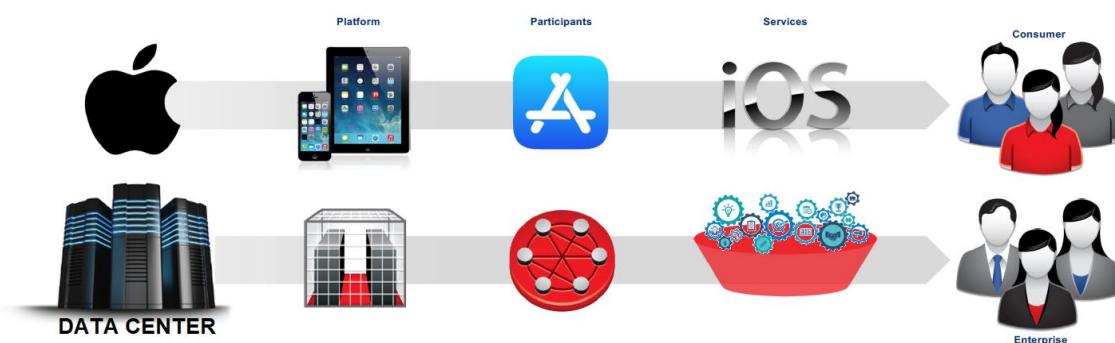 Platform
Participants
Services
Consumer
iOS
DATA CENTER
Enterprise